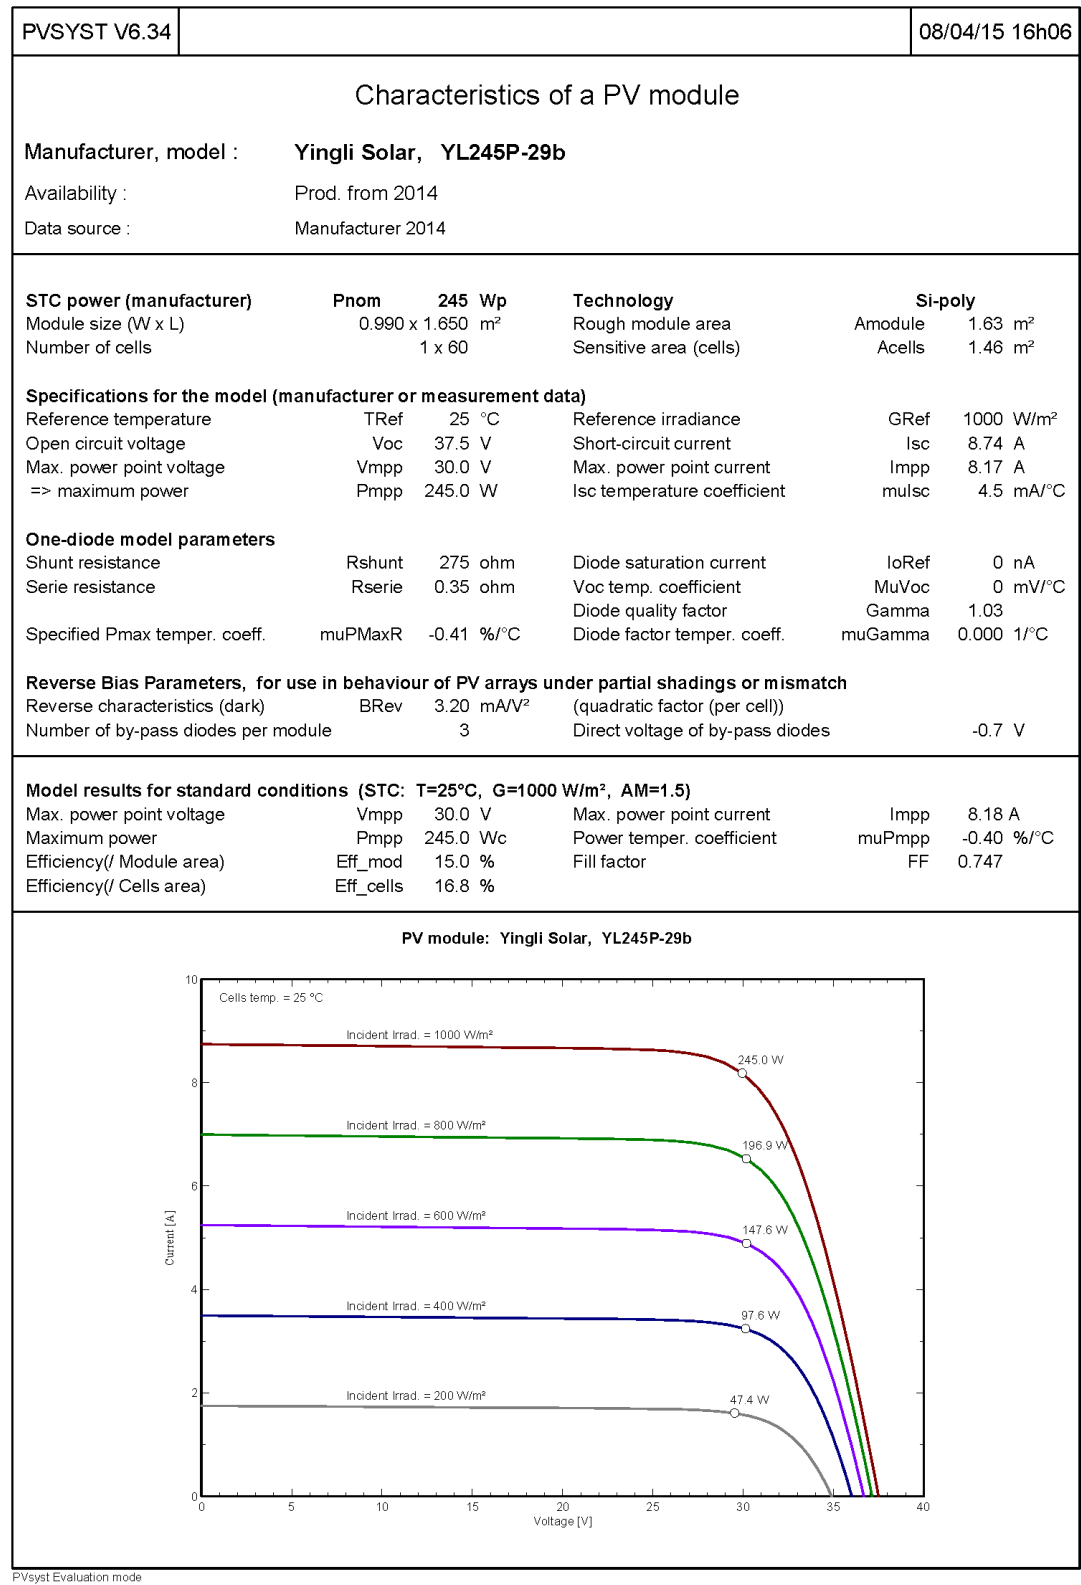 PVSYST V6.34 08/04/15 16h06
Characteristics of a PV module
Manufacturer, model : Yingli Solar, YL245P-29b
Availability : Prod. from 2014
Data source : Manufacturer 2014
STC power (manufacturer) Pnom 245 Wp Technology Si-poly
Module size (W x L) 0.990 x 1.650 m² Rough module area Amodule 1.63 m²
Number of cells 1 x 60 Sensitive area (cells) Acells 1.46 m²
Specifications for the model (manufacturer or measurement data)
Reference temperature TRef 25 °C Reference irradiance GRef 1000 W/m²
Open circuit voltage Voc 37.5 V Short-circuit current Isc 8.74 A
Max. power point voltage Vmpp 30.0 V Max. power point current Impp 8.17 A
=> maximum power Pmpp 245.0 W Isc temperature coefficient muIsc 4.5 mA/°C
One-diode model parameters
Shunt resistance Rshunt 275 ohm Diode saturation current IoRef 0 nA
Serie resistance Rserie 0.35 ohm Voc temp. coefficient MuVoc 0 mV/°C
Diode quality factor Gamma 1.03
Specified Pmax temper. coeff. muPMaxR -0.41 %/°C Diode factor temper. coeff. muGamma 0.000 1/°C
Reverse Bias Parameters, for use in behaviour of PV arrays under partial shadings or mismatch
Reverse characteristics (dark) BRev 3.20 mA/V² (quadratic factor (per cell))
Number of by-pass diodes per module 3 Direct voltage of by-pass diodes -0.7 V
Model results for standard conditions (STC: T=25°C, G=1000 W/m², AM=1.5)
Max. power point voltage Vmpp 30.0 V Max. power point current Impp 8.18 A
Maximum power Pmpp 245.0 Wc Power temper. coefficient muPmpp -0.40 %/°C
Efficiency(/ Module area) Eff_mod 15.0 % Fill factor FF 0.747
Efficiency(/ Cells area) Eff_cells 16.8 %
PV module: Yingli Solar, YL245P-29b
10
Cells temp. = 25 °C
Incident Irrad. = 1000 W/m²
245.0 W
8
Incident Irrad. = 800 W/m²
196.9 W
6
Incident Irrad. = 600 W/m²
147.6 W
Current [A]
4
Incident Irrad. = 400 W/m²
97.6 W
2
Incident Irrad. = 200 W/m²
47.4 W
0
0 5 10 15 20 25 30 35 40
Voltage [V]
PVsyst Evaluation mode